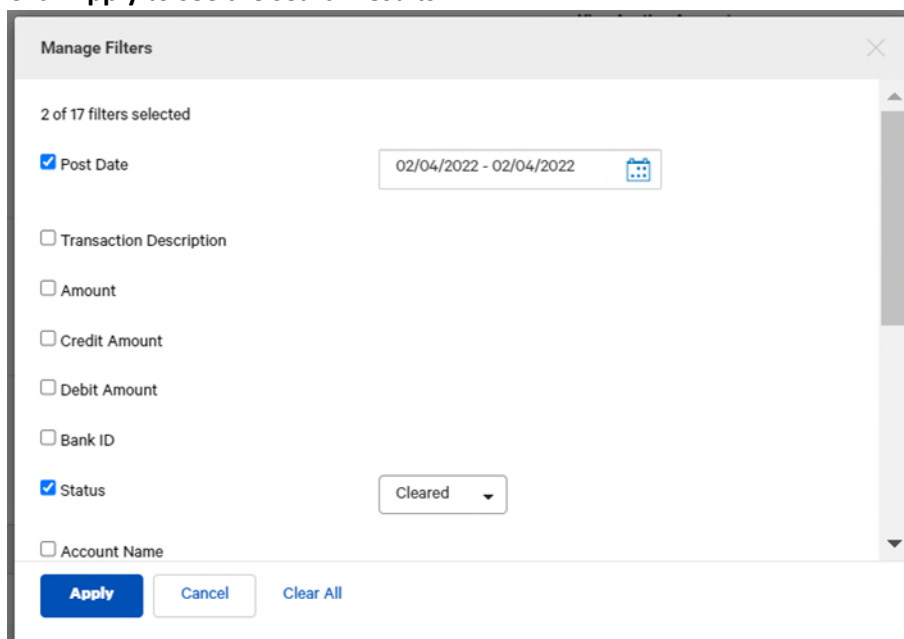 Manage Filters
2 of 17 filters selected
Post Date
02/04/2022 - 02/04/2022
Transaction Description
Amount
Credit Amount
Debit Amount
Bank ID
Status
Cleared
Account Name
Apply
Cancel
Clear All